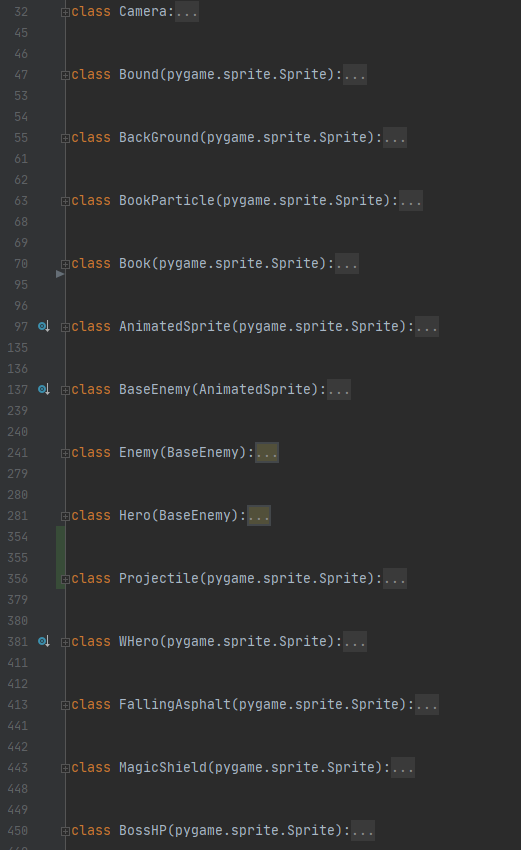 32 class Camera:...
45
46
47 class Bound(pygame.sprite.Sprite):...
53
54
55 class BackGround(pygame.sprite.Sprite):...
61
62
63 class BookParticle(pygame.sprite.Sprite):...
68
69
70 class Book(pygame.sprite.Sprite):...
95
96
97 class AnimatedSprite(pygame.sprite.Sprite):...
135
136
137 class BaseEnemy(AnimatedSprite):...
239
240
241 class Enemy(BaseEnemy):...
279
280
281 class Hero(BaseEnemy):...
354
355
356 class Projectile(pygame.sprite.Sprite):...
379
380
381 class WHero(pygame.sprite.Sprite):...
411
412
413 class FallingAsphalt(pygame.sprite.Sprite):...
441
442
443 class MagicShield(pygame.sprite.Sprite):...
448
449
450 class BossHP(pygame.sprite.Sprite):...